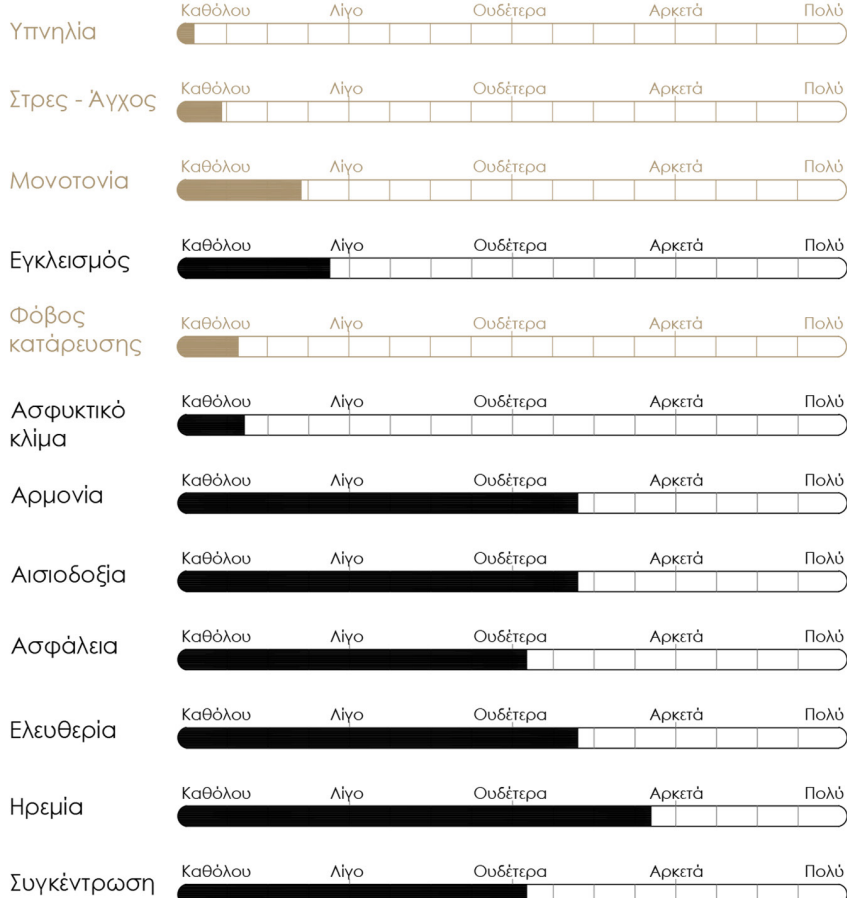 Καθόλου Λίγο Ουδέτερα Αρκετά Πολύ
Υπνηλία
Καθόλου Λίγο Ουδέτερα Αρκετά Πολύ
Στρες - Άγχος
Καθόλου Λίγο Ουδέτερα Αρκετά Πολύ
Μονοτονία
Καθόλου Λίγο Ουδέτερα Αρκετά Πολύ
Εγκλεισμός
Φόβος
Καθόλου Λίγο Ουδέτερα Αρκετά Πολύ
κατάρευσης
Καθόλου Λίγο Ουδέτερα Αρκετά Πολύ
Ασφυκτικό
κλίμα
Καθόλου Λίγο Ουδέτερα Αρκετά Πολύ
Αρμονία
Καθόλου Λίγο Ουδέτερα Αρκετά Πολύ
Αισιοδοξία
Καθόλου Λίγο Ουδέτερα Αρκετά Πολύ
Ασφάλεια
Καθόλου Λίγο Ουδέτερα Αρκετά Πολύ
Ελευθερία
Καθόλου Λίγο Ουδέτερα Αρκετά Πολύ
Ηρεμία
Καθόλου Λίγο Ουδέτερα Αρκετά Πολύ
Συγκέντρωση